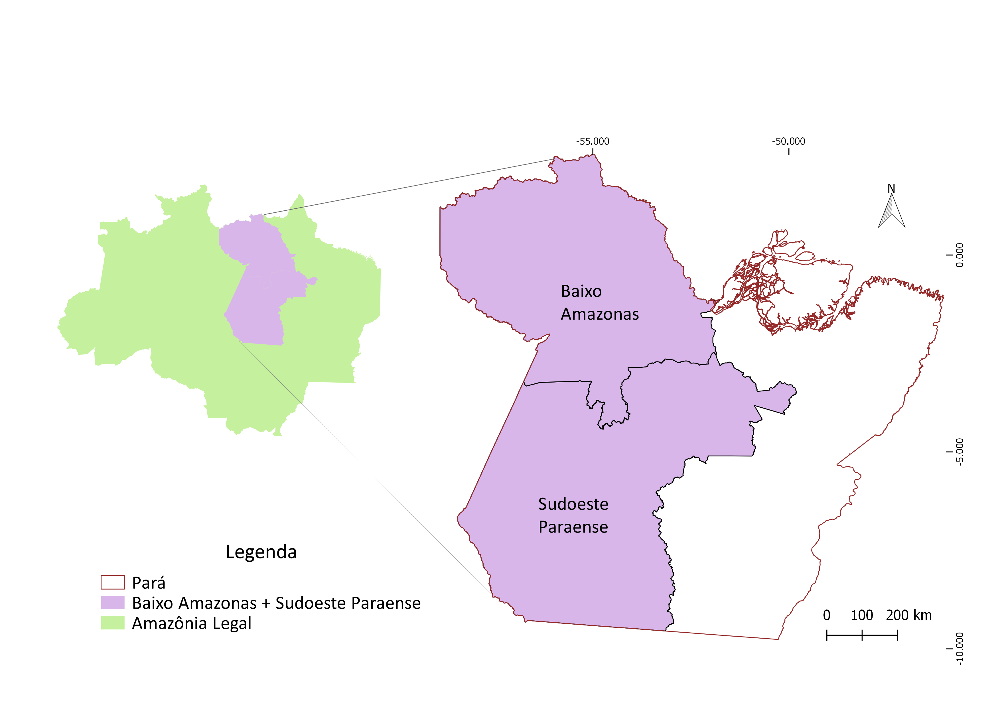 -55.000
-50.000
N
0.000
Baixo
Amazonas
-5.000
Sudoeste
Paraense
Legenda
Pará
Baixo Amazonas + Sudoeste Paraense
Amazônia Legal
0 100 200 km
-10.000